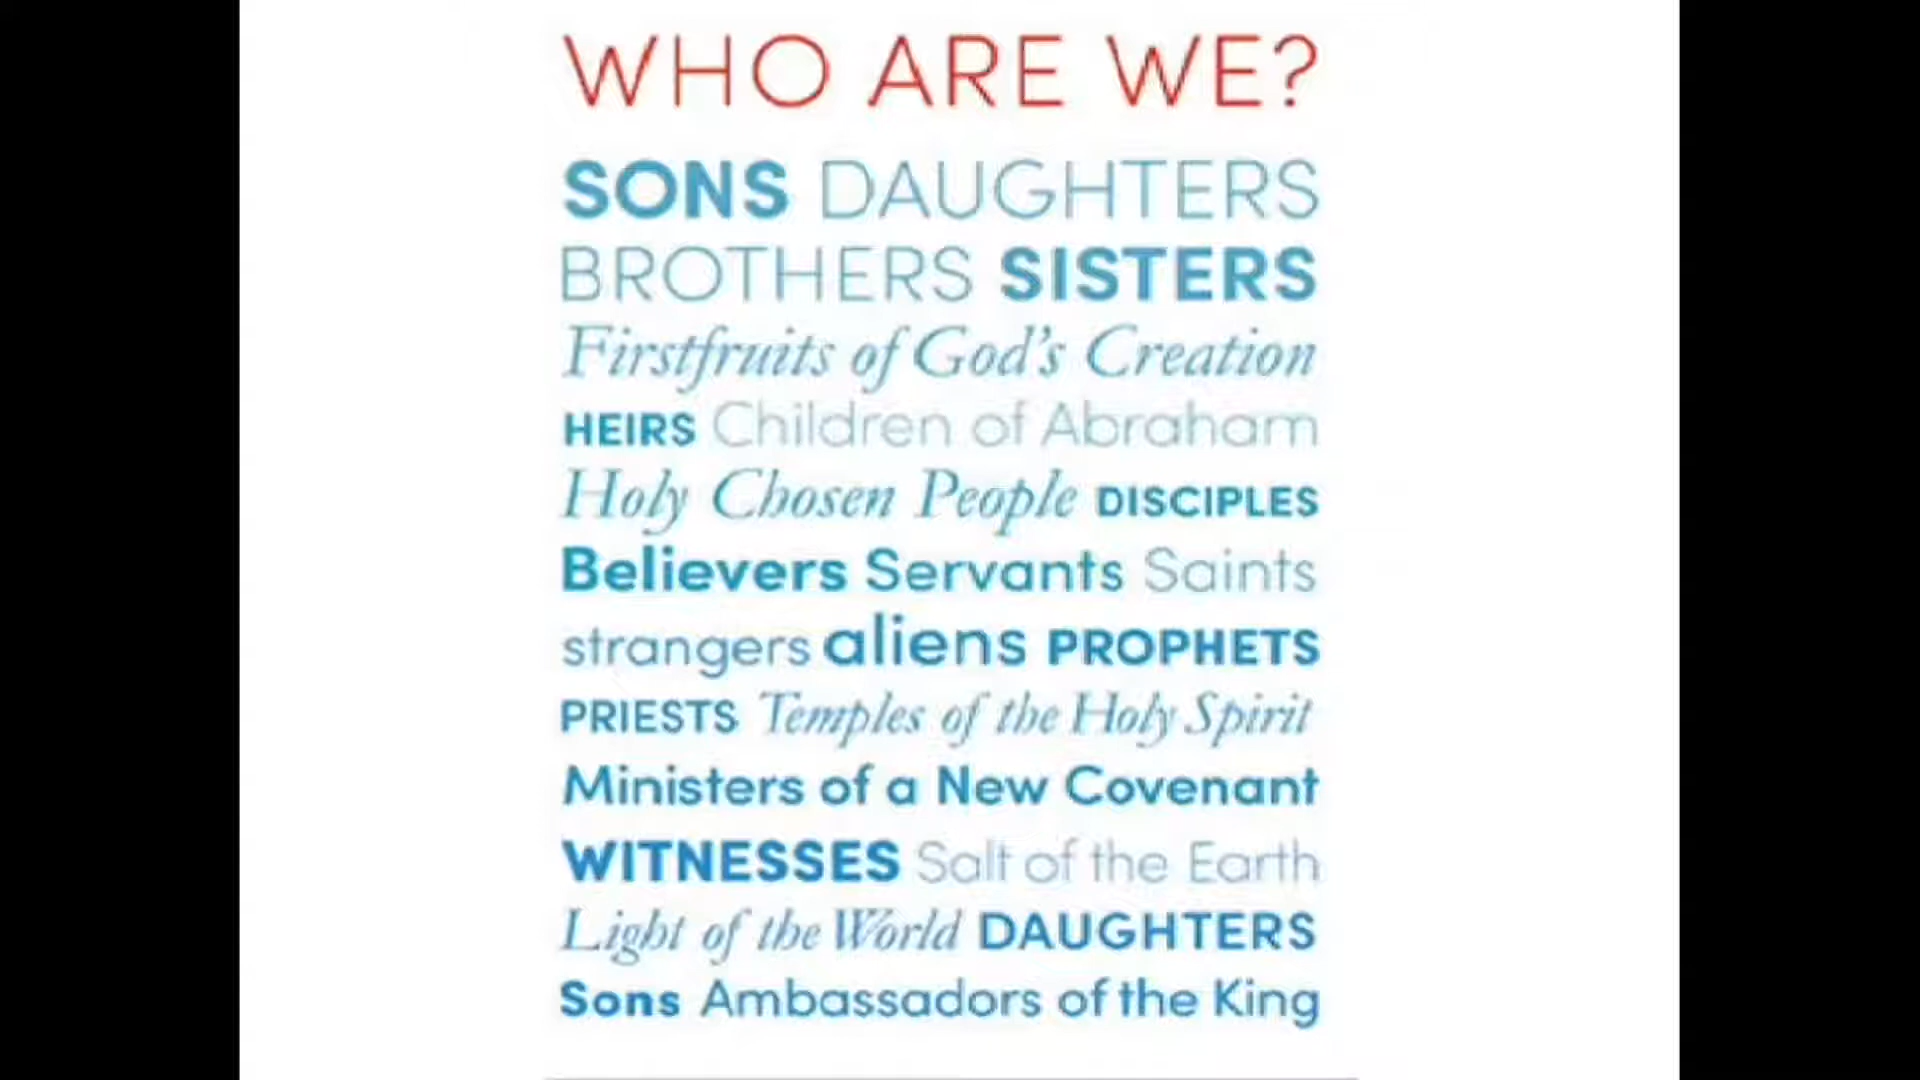 WHO ARE WE?
SONS DAUGHTERS
BROTHERS SISTERS
Firstfruits of God's Creation
HEIRS Children of Abraham
Holy Chosen People DISCIPLES
Believers Servants Saints
strangers aliens PROPHETS
PRIESTS Temples of the Holy Spirit
Ministers of a New Covenant
WITNESSES Salt of the Earth
Light of the World DAUGHTERS
Sons Ambassadors of the King